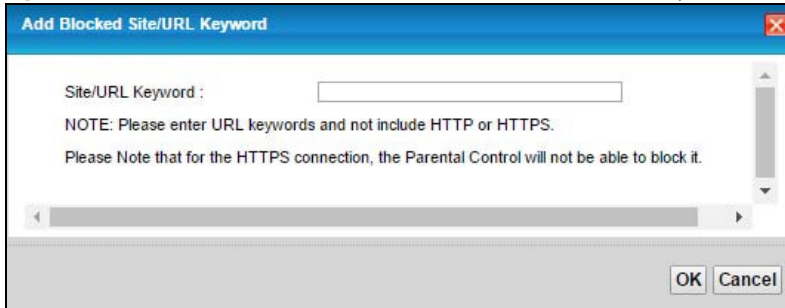 Add Blocked Site/URL Keyword
Site/URL Keyword :
NOTE: Please enter URL keywords and not include HTTP or HTTPS.
Please Note that for the HTTPS connection, the Parental Control will not be able to block it.
OK Cancel